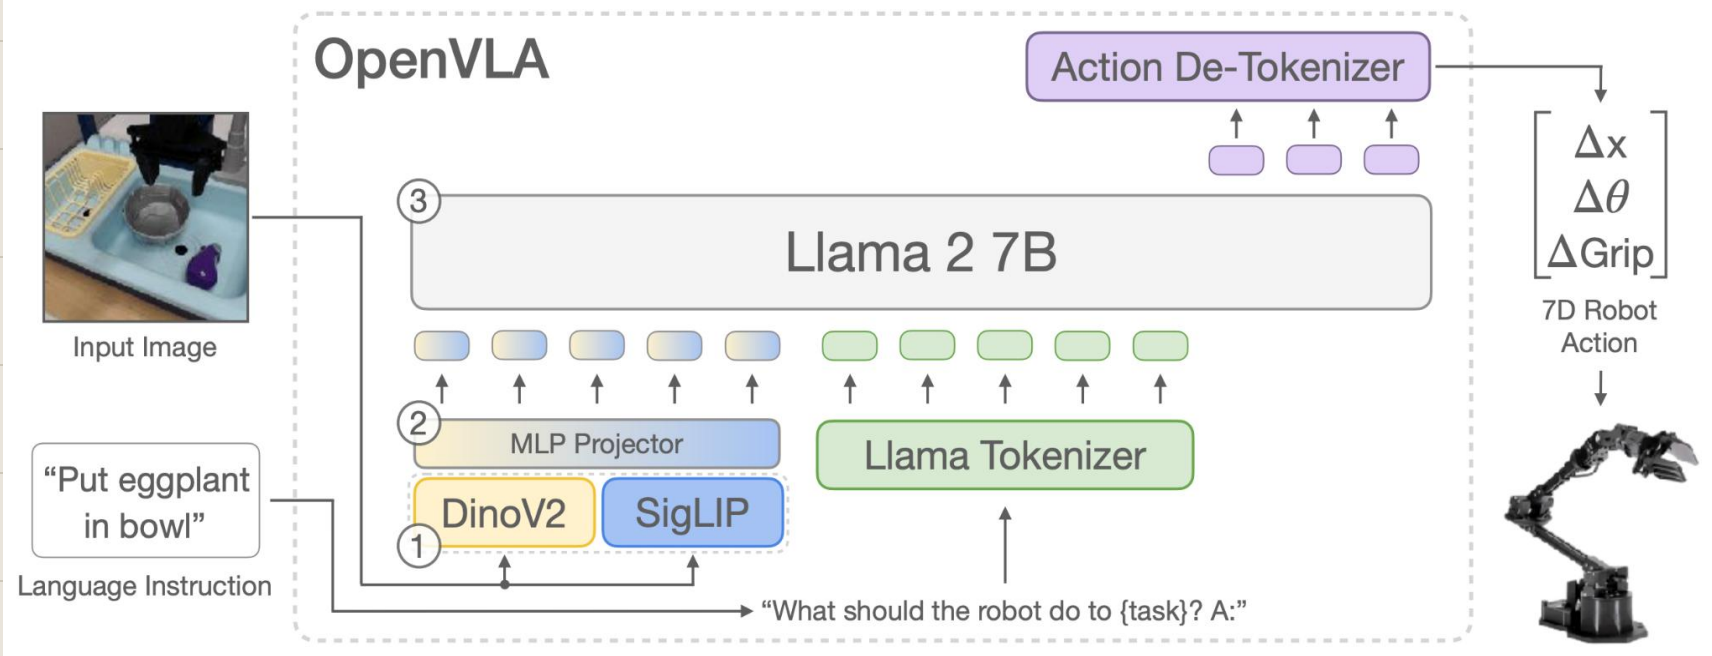 OpenVLA
Action De-Tokenizer
Δx
Δθ
ΔGrip
7D Robot
Action
3
Llama 2 7B
Input Image
2
MLP Projector
Llama Tokenizer
DinoV2
SigLIP
1
“Put eggplant
in bowl”
Language Instruction
“What should the robot do to {task}? A:”